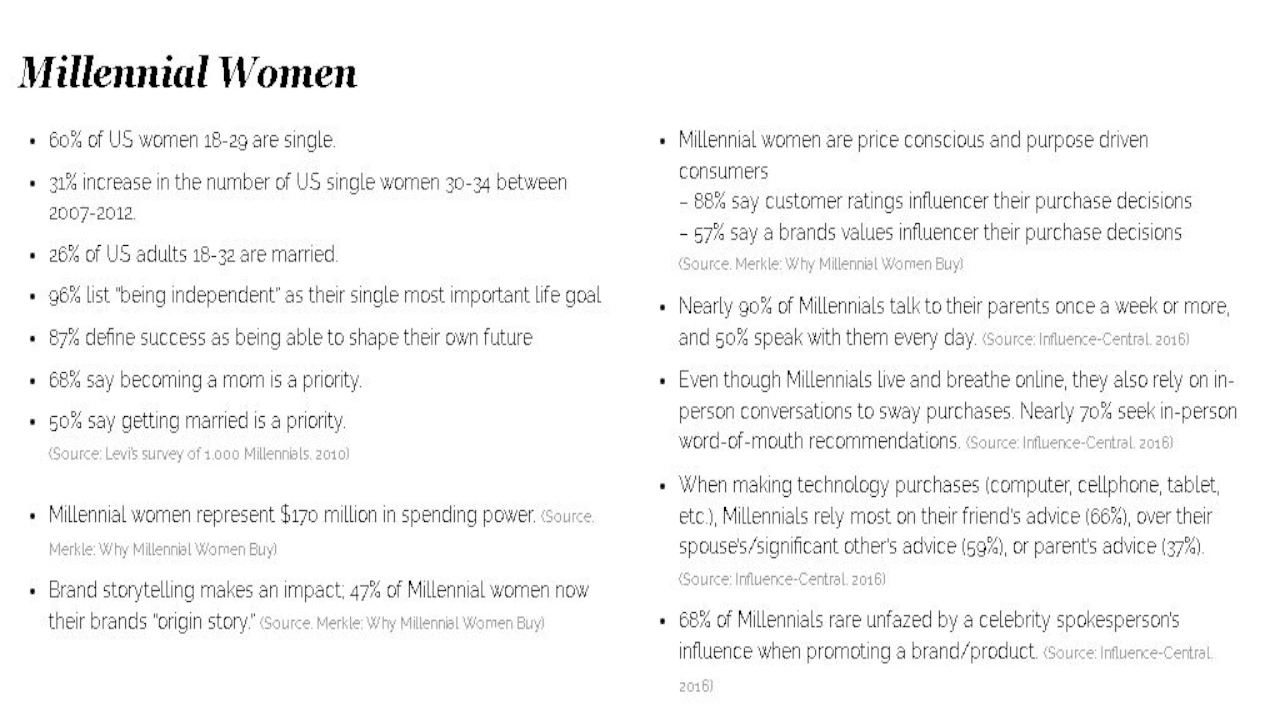 Millennial Women
• 60% of US women 18-29 are single.
• 31% increase in the number of US single women 30-34 between
2007-2012.
• 26% of US adults 18-32 are married.
• 96% list "being independent" as their single most important life goal
• 87% define success as being able to shape their own future
• 68% say becoming a mom is a priority.
• 50% say getting married is a priority.
(Source: Levi's survey of 1,000 Millennials, 2010)
• Millennial women represent $170 million in spending power. (Source.
Merkle: Why Millennial Women Buy)
• Brand storytelling makes an impact; 47% of Millennial women now
their brands "origin story." (Source. Merkle: Why Millennial Women Buy)
• Millennial women are price conscious and purpose driven
consumers
– 88% say customer ratings influencer their purchase decisions
– 57% say a brands values influencer their purchase decisions
(Source. Merkle: Why Millennial Women Buy)
• Nearly 90% of Millennials talk to their parents once a week or more,
and 50% speak with them every day. (Source: Influence-Central. 2016)
• Even though Millennials live and breathe online, they also rely on in-
person conversations to sway purchases. Nearly 70% seek in-person
word-of-mouth recommendations. (Source: Influence-Central. 2016)
• When making technology purchases (computer, cellphone, tablet,
etc.), Millennials rely most on their friend's advice (66%), over their
spouse's/significant other's advice (59%), or parent's advice (37%).
(Source: Influence-Central. 2016)
• 68% of Millennials rare unfazed by a celebrity spokesperson's
influence when promoting a brand/product. (Source: Influence-Central.
2016)